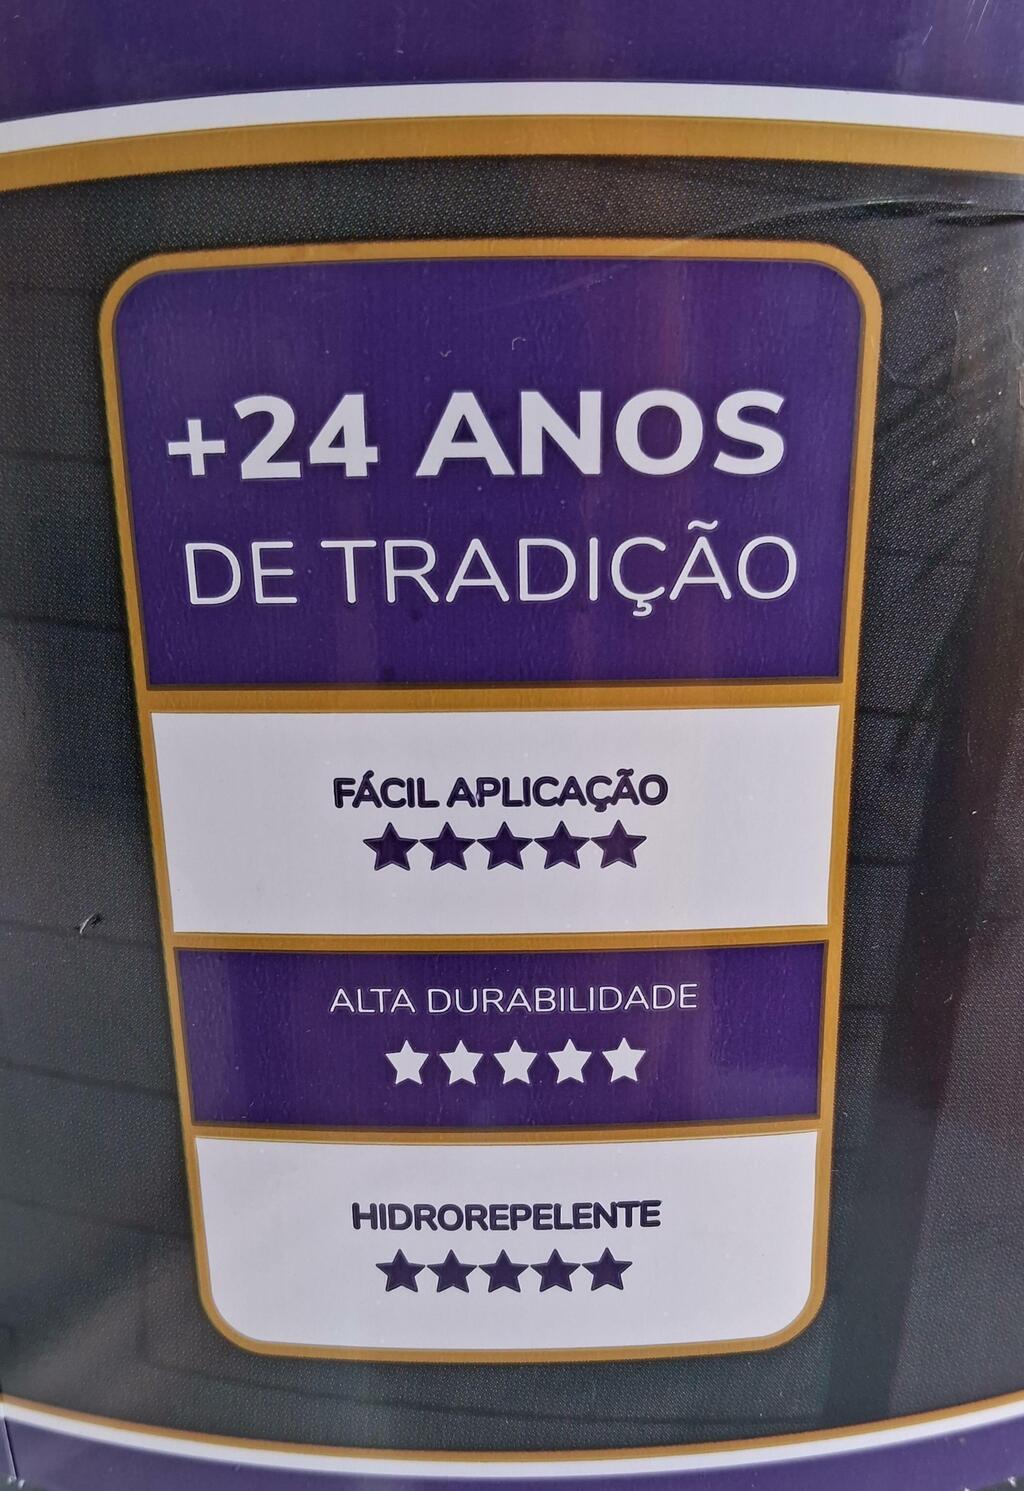 +24 ANOS
DE TRADIÇÃO
FÁCIL APLICAÇÃO
ALTA DURABILIDADE
HIDROREPELENTE